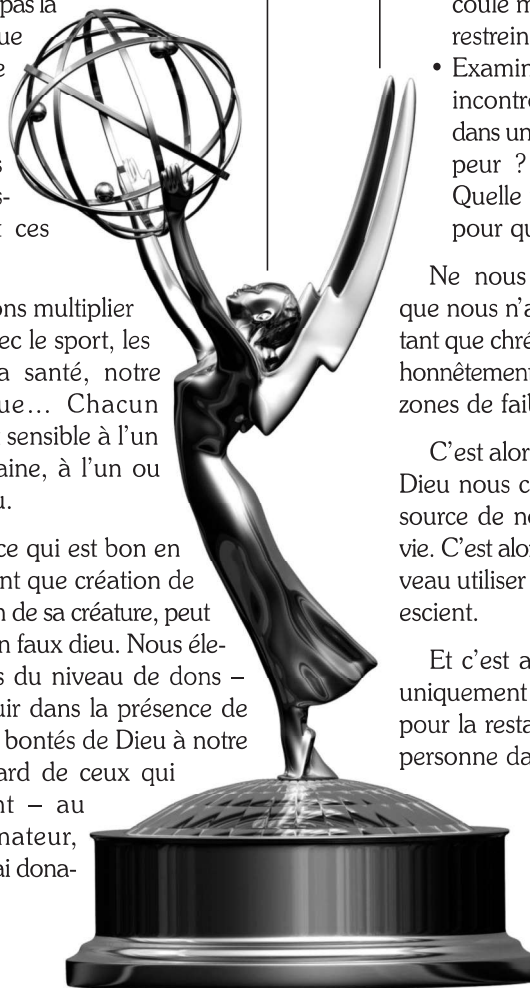 pas la
ue
e
s
s-
t ces
ons multiplier
ec le sport, les
a santé, notre
ue... Chacun
t sensible à l'un
aine, à l'un ou
u.
ce qui est bon en
nt que création de
n de sa créature, peut
n faux dieu. Nous éle-
s du niveau de dons –
uir dans la présence de
bontés de Dieu à notre
ard de ceux qui
nt – au
nateur,
ai dona-
coule m
restrein
• Examin
incontr
dans un
peur ?
Quelle
pour qu
Ne nous
que nous n'a
tant que chré
honnêtement
zones de faib
C'est alor
Dieu nous c
source de no
vie. C'est alor
veau utiliser
escient.
Et c'est a
uniquement
pour la resta
personne da